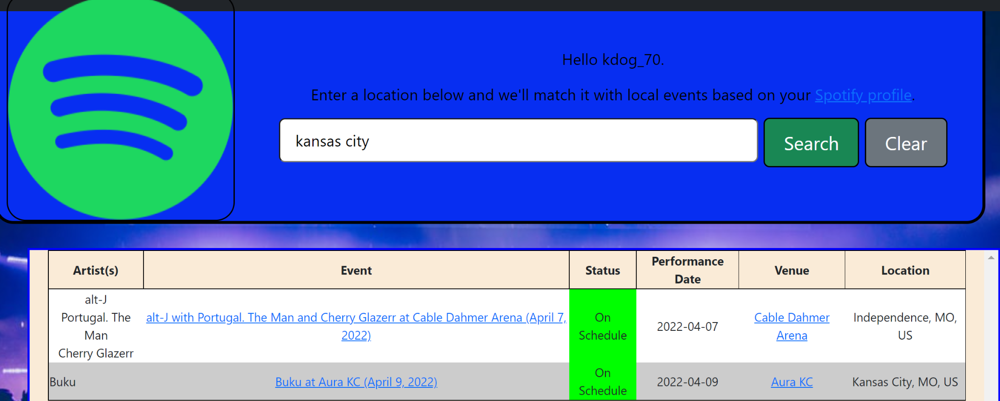 Hello kdog_70.
Enter a location below and we'll match it with local events based on your Spotify profile.
kansas city
Search
Clear
Artist(s)
Event
Status
Performance
Date
Venue
Location
alt-J
Portugal. The
Man
Cherry Glazerr
alt-J with Portugal. The Man and Cherry Glazerr at Cable Dahmer Arena (April 7,
2022)
On
Schedule
2022-04-07
Cable Dahmer
Arena
Independence, MO,
US
Buku
Buku at Aura KC (April 9, 2022)
On
Schedule
2022-04-09
Aura KC
Kansas City, MO, US